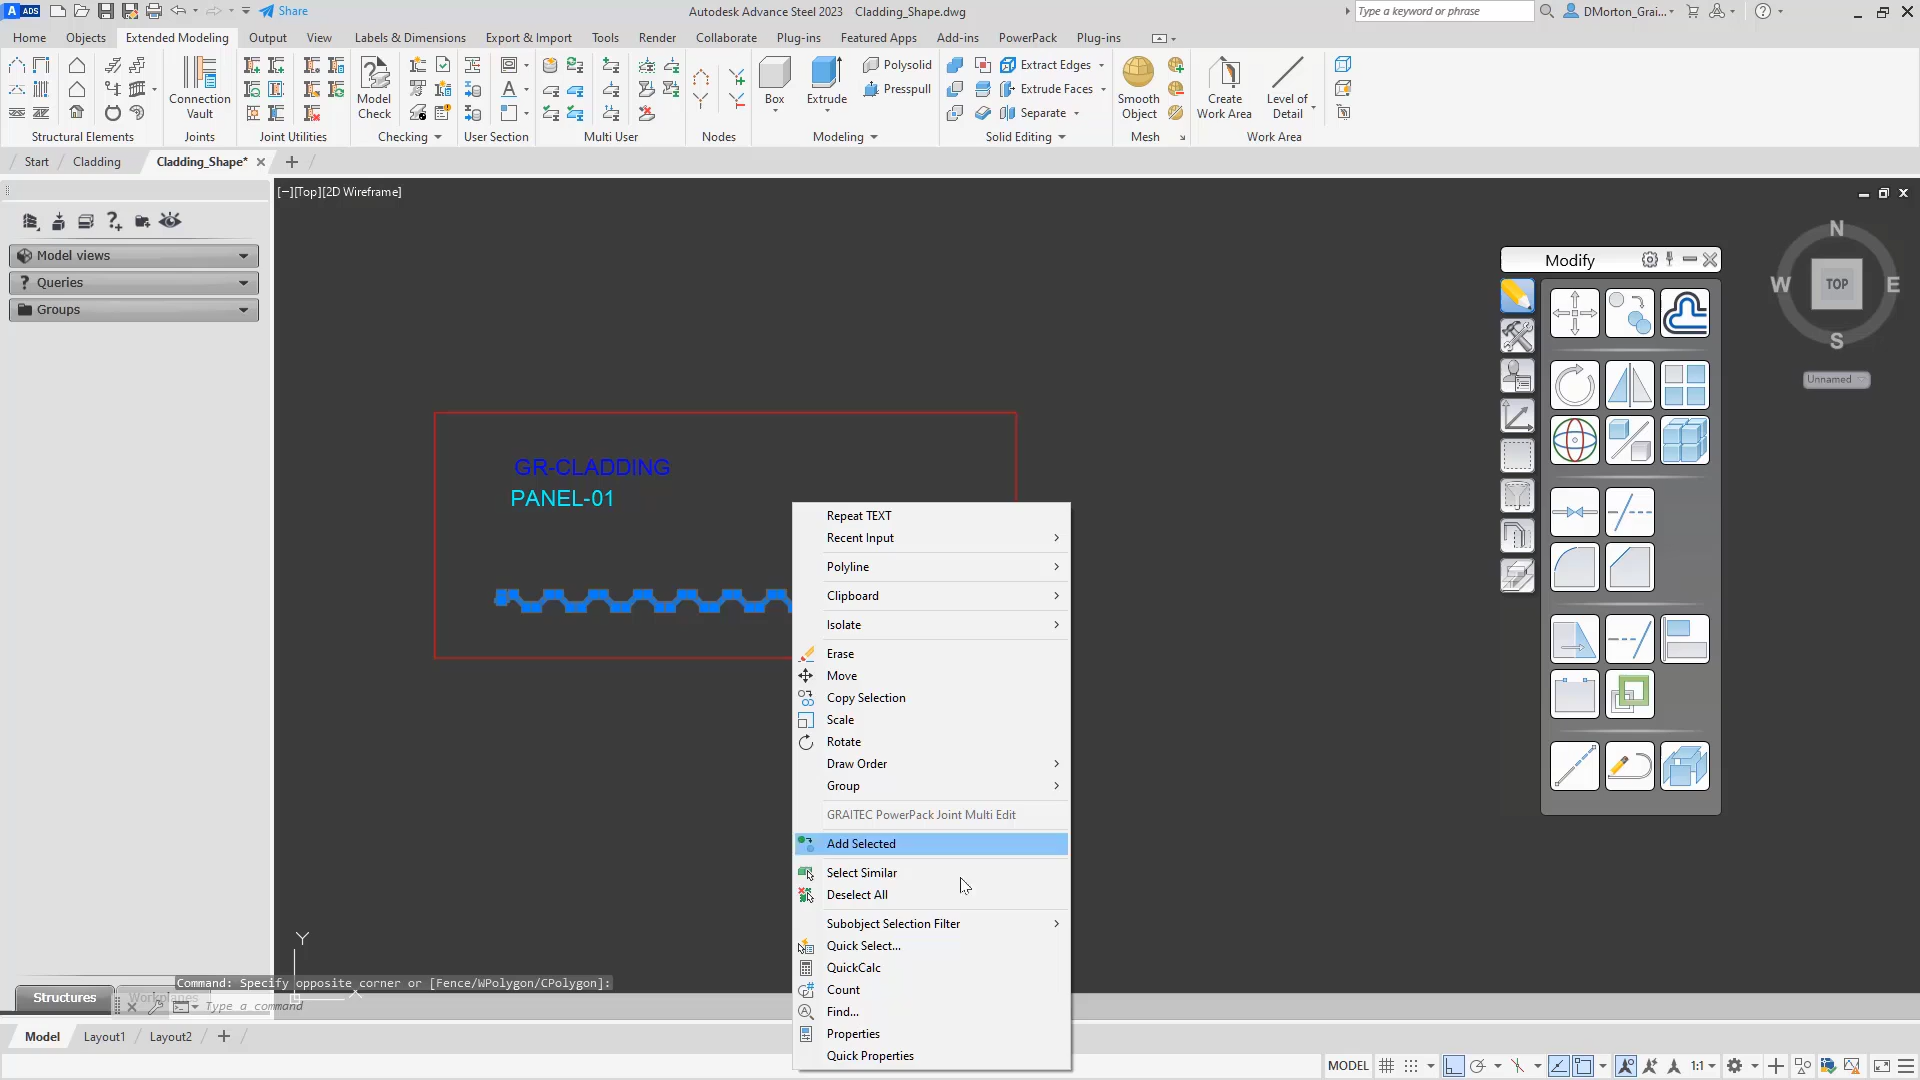 A ADS
Share
Autodesk Advance Steel 2023 Cladding_Shape.dwg
Type a keyword or phrase
DMorton_Grai...
Home
Objects
Extended Modeling
Output
View
Labels & Dimensions
Export & Import
Tools
Render
Collaborate
Plug-ins
Featured Apps
Add-ins
PowerPack
Plug-ins
Connection
Vault
Model
Check
Box
Extrude
Polysolid
Presspull
Extract Edges
Extrude Faces
Separate
Smooth
Object
Create
Work Area
Level of
Detail
Structural Elements
Joints
Joint Utilities
Checking
User Section
Multi User
Nodes
Modeling
Solid Editing
Mesh
Work Area
Start
Cladding
Cladding_Shape*
[−][Top][2D Wireframe]
Model views
Queries
Groups
GR-CLADDING
PANEL-01
Repeat TEXT
Recent Input
Polyline
Clipboard
Isolate
Erase
Move
Copy Selection
Scale
Rotate
Draw Order
Group
GRAITEC PowerPack Joint Multi Edit
Add Selected
Select Similar
Deselect All
Subobject Selection Filter
Quick Select...
QuickCalc
Count
Find...
Properties
Quick Properties
Modify
N
W
TOP
E
S
Unnamed
Y
X
Command: Specify opposite corner or [Fence/WPolygon/CPolygon]:
Structures
Workplanes
Type a command
Model
Layout1
Layout2
MODEL
1:1